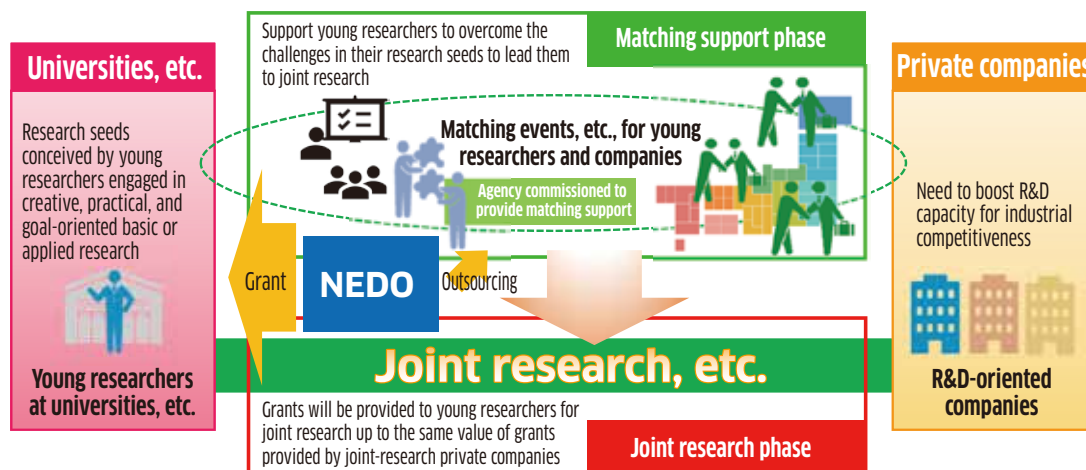 Universities, etc.
Research seeds
conceived by young
researchers engaged in
creative, practical, and
goal-oriented basic or
applied research
Young researchers
at universities, etc.
Support young researchers to overcome the
challenges in their research seeds to lead them
to joint research
Matching support phase
Matching events, etc., for young
researchers and companies
Agency commissioned to
provide matching support
Grant
NEDO
Outsourcing
Joint research, etc.
Grants will be provided to young researchers for
joint research up to the same value of grants
provided by joint-research private companies
Joint research phase
Private companies
Need to boost R&D
capacity for industrial
competitiveness
R&D-oriented
companies